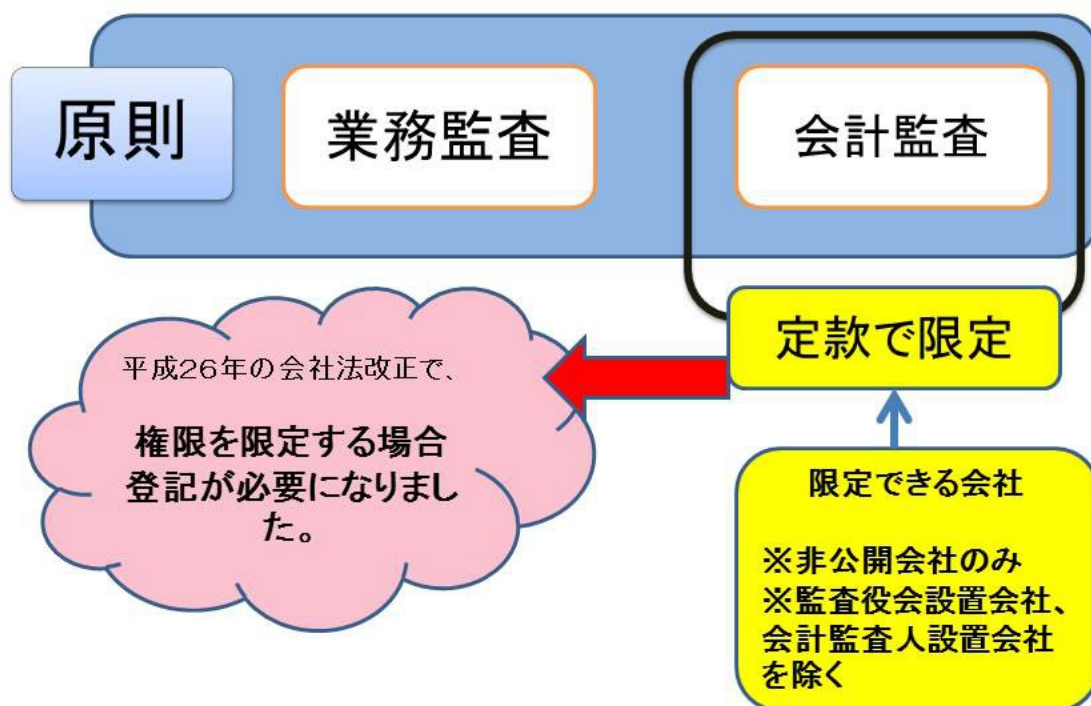 原則
業務監査
会計監査
定款で限定
平成26年の会社法改正で、
権限を限定する場合
登記が必要になりまし
た。
限定できる会社
※非公開会社のみ
※監査役会設置会社、
会計監査人設置会社
を除く